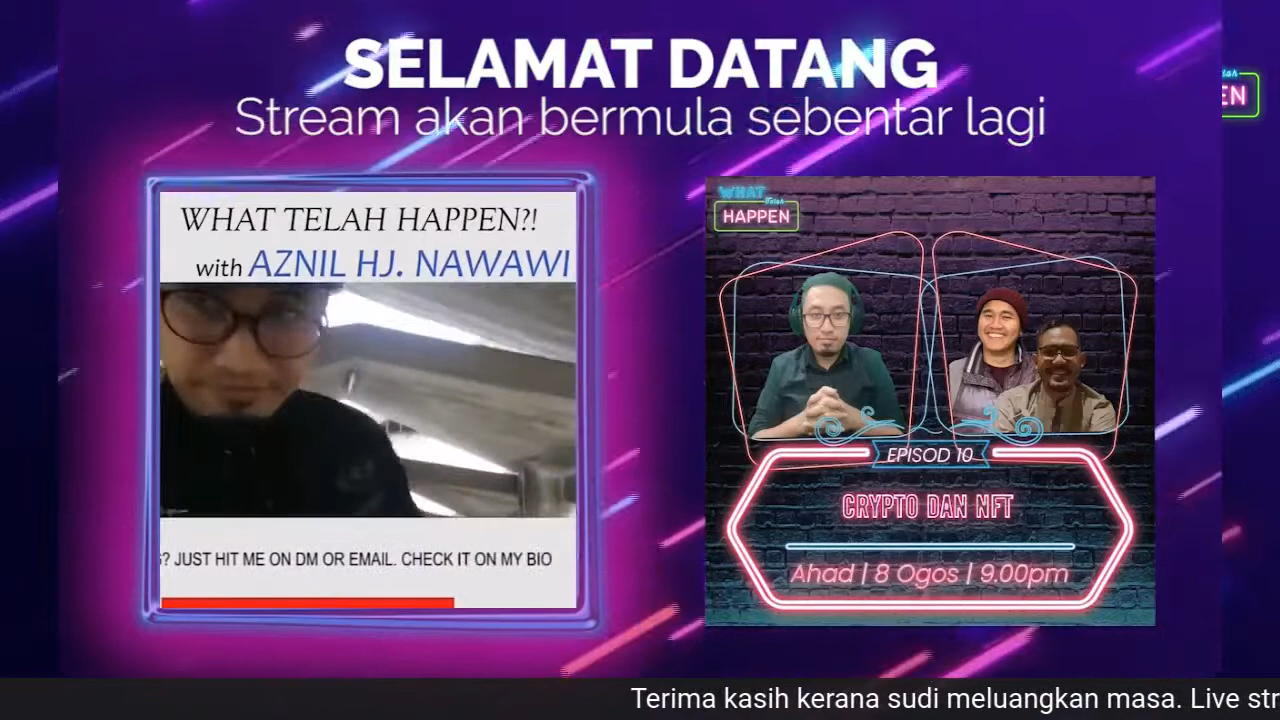 SELAMAT DATANG
Stream akan bermula sebentar lagi
WHAT TELAH HAPPEN?!
with AZNIL HJ. NAWAWI
? JUST HIT ME ON DM OR EMAIL. CHECK IT ON MY BIO
WHAT
Telah
HAPPEN
EPISOD 10
CRYPTO DAN NFT
Ahad | 8 Ogos | 9.00pm
EN
Terima kasih kerana sudi meluangkan masa. Live str